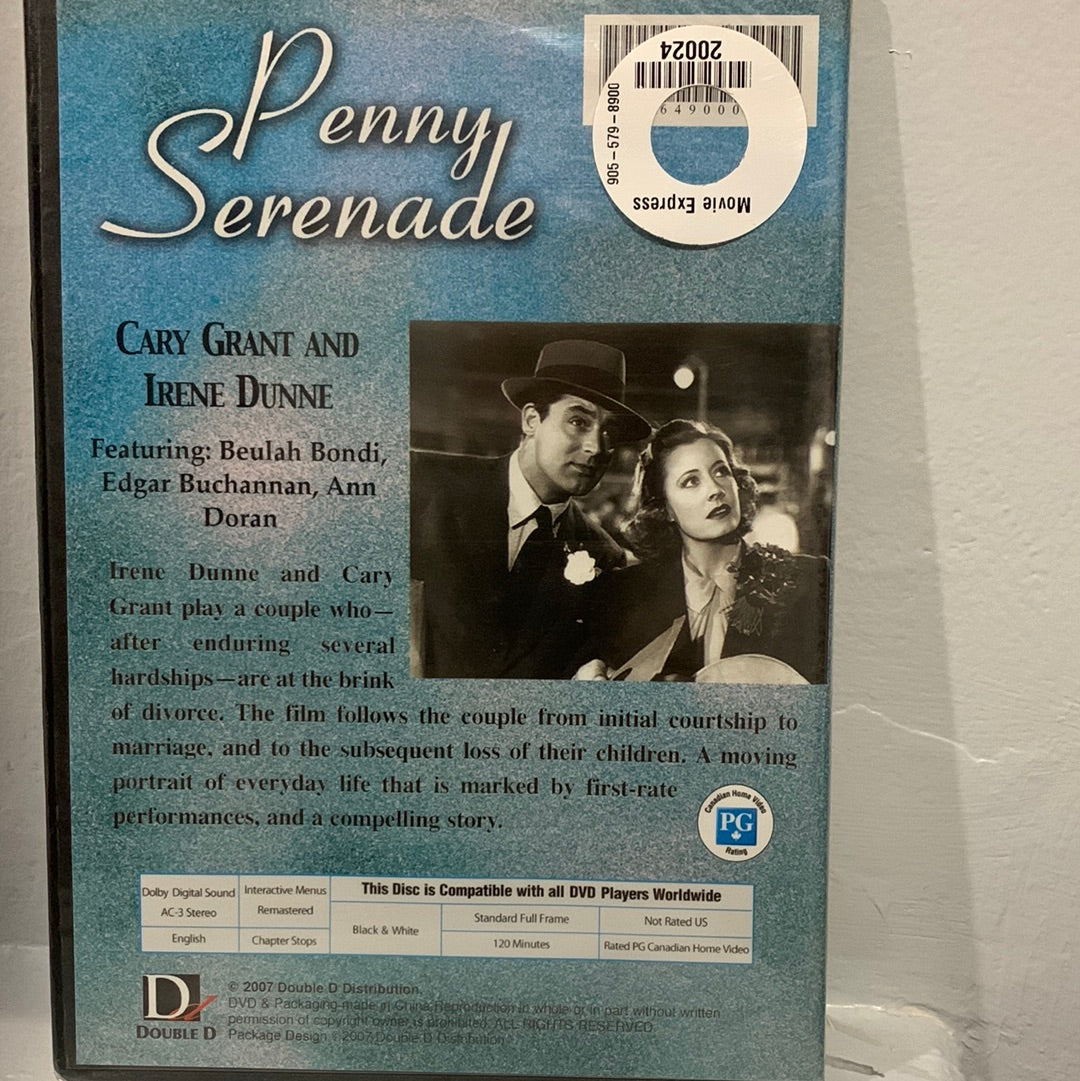 Penny
Serenade
20024
649000
905-579-8900
Movie Express
CARY GRANT AND
IRENE DUNNE
Featuring: Beulah Bondi,
Edgar Buchannan, Ann
Doran
Irene Dunne and Cary
Grant play a couple who—
after enduring several
hardships—are at the brink
of divorce. The film follows the couple from initial courtship to
marriage, and to the subsequent loss of their children. A moving
portrait of everyday life that is marked by first-rate
performances, and a compelling story.
Canadian Home Video
PG
Rating
Dolby Digital Sound
AC-3 Stereo
English
Interactive Menus
Remastered
Chapter Stops
This Disc is Compatible with all DVD Players Worldwide
Black & White
Standard Full Frame
120 Minutes
Not Rated US
Rated PG Canadian Home Video
D
DOUBLE D
© 2007 Double D Distribution.
DVD & Packaging made in China Reproduction in whole or in part without written
permission of copyright owner is prohibited. ALL RIGHTS RESERVED.
Package Design © 2007 Double D Distribution